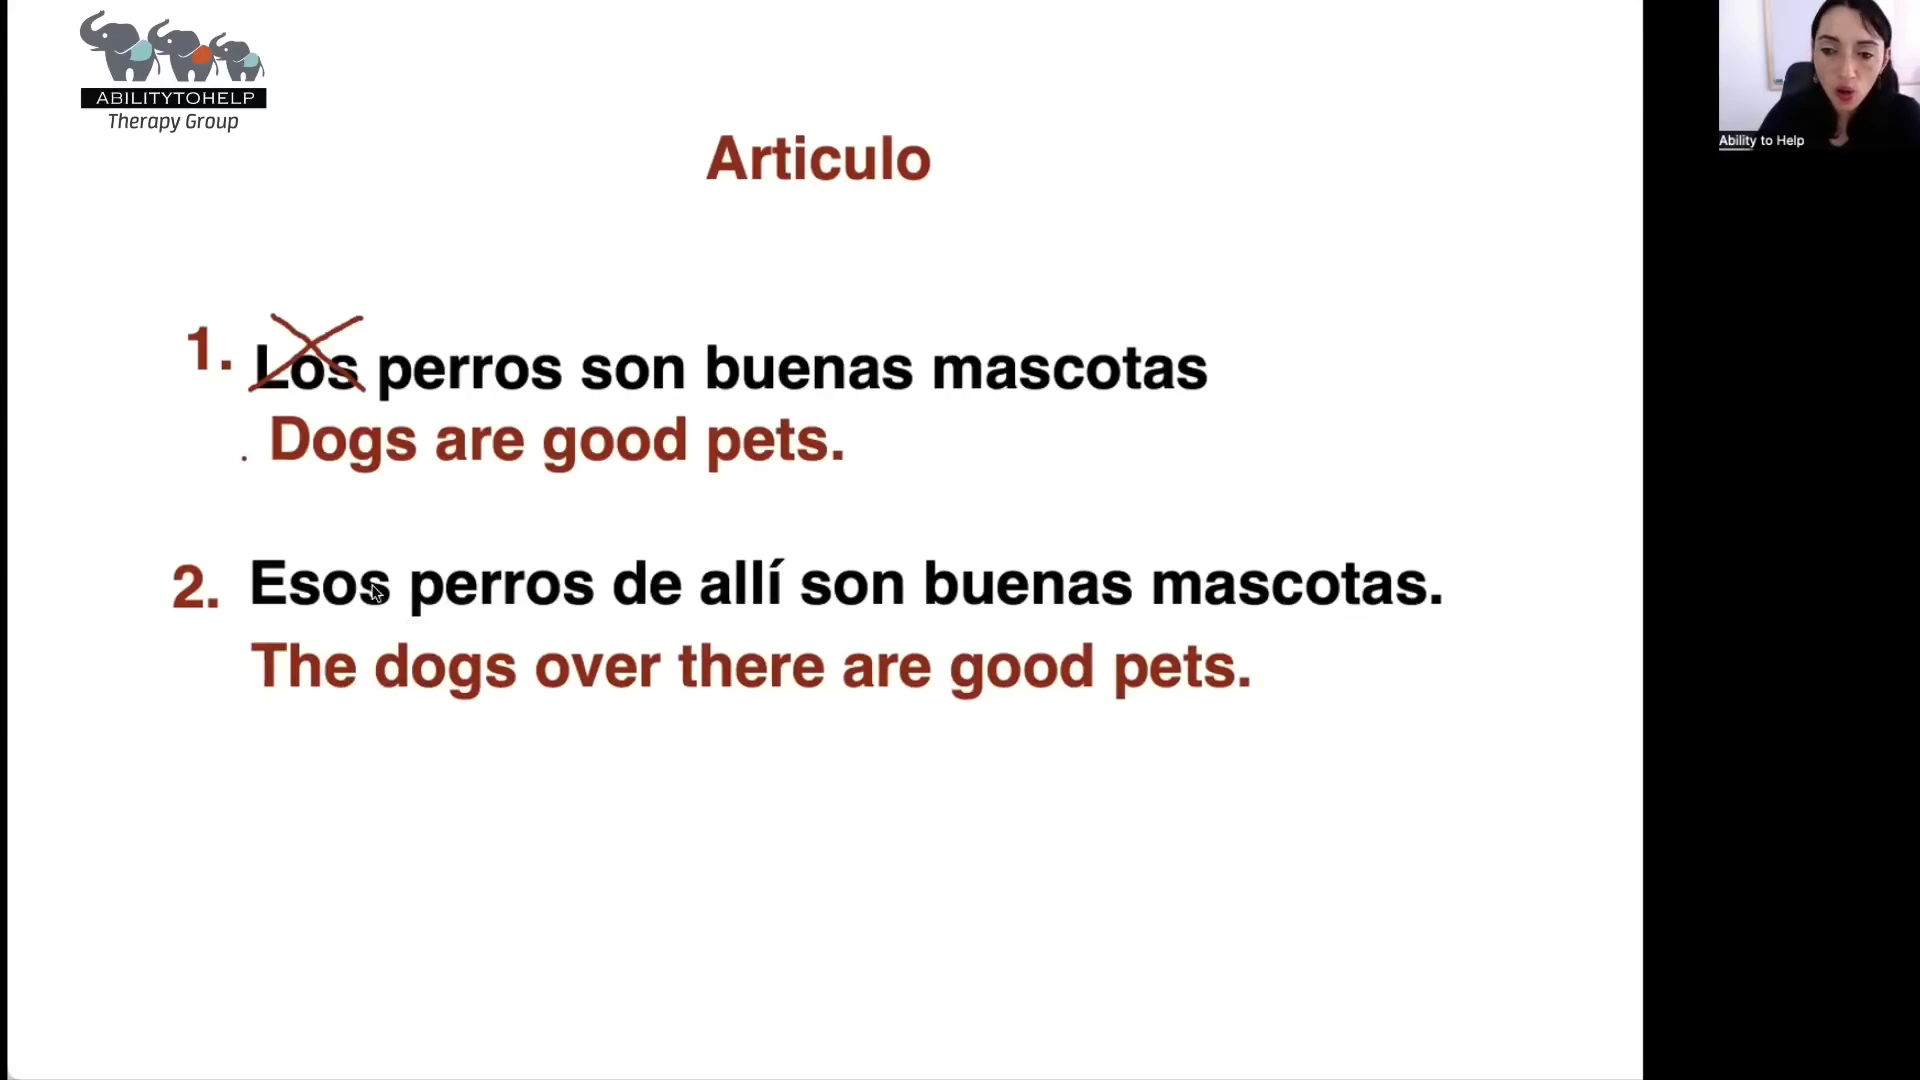 ABILITYTOHELP
Therapy Group
Ability to Help
Articulo
1. Los perros son buenas mascotas
. Dogs are good pets.
2. Esos perros de allí son buenas mascotas.
The dogs over there are good pets.